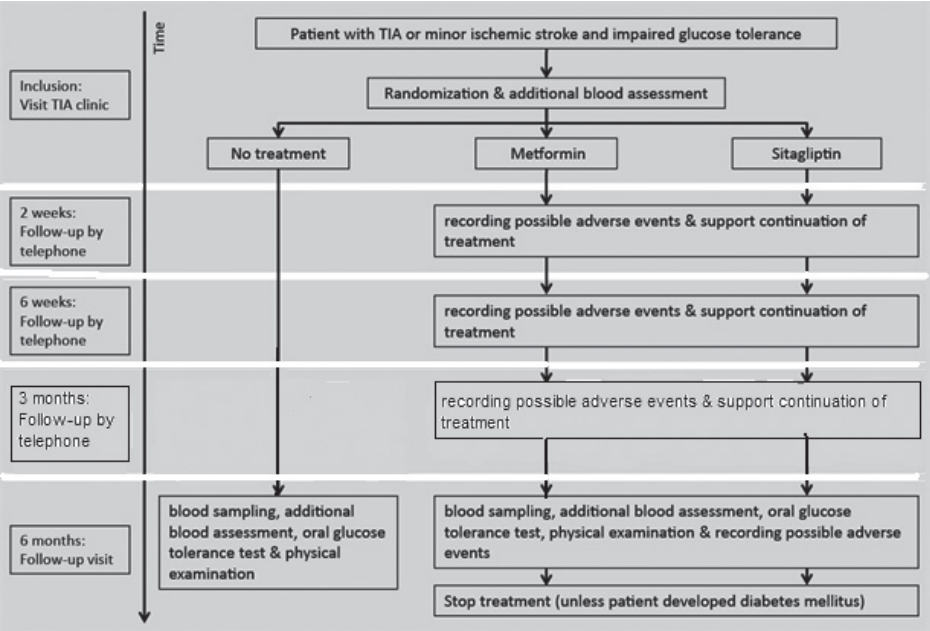 Time
Patient with TIA or minor ischemic stroke and impaired glucose tolerance
Inclusion:
Visit TIA clinic
Randomization & additional blood assessment
No treatment
Metformin
Sitagliptin
2 weeks:
Follow-up by
telephone
recording possible adverse events & support continuation of
treatment
6 weeks:
Follow-up by
telephone
recording possible adverse events & support continuation of
treatment
3 months:
Follow-up by
telephone
recording possible adverse events & support continuation of
treatment
6 months:
Follow-up visit
blood sampling, additional
blood assessment, oral glucose
tolerance test & physical
examination
blood sampling, additional blood assessment, oral glucose
tolerance test, physical examination & recording possible adverse
events
Stop treatment (unless patient developed diabetes mellitus)